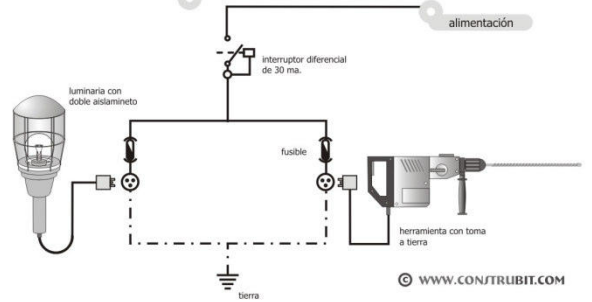 alimentación
interruptor diferencial
de 30 ma.
luminaria con
doble aislamineto
fusible
herramienta con toma
a tierra
© WWW.CONSTRUBIT.COM
tierra